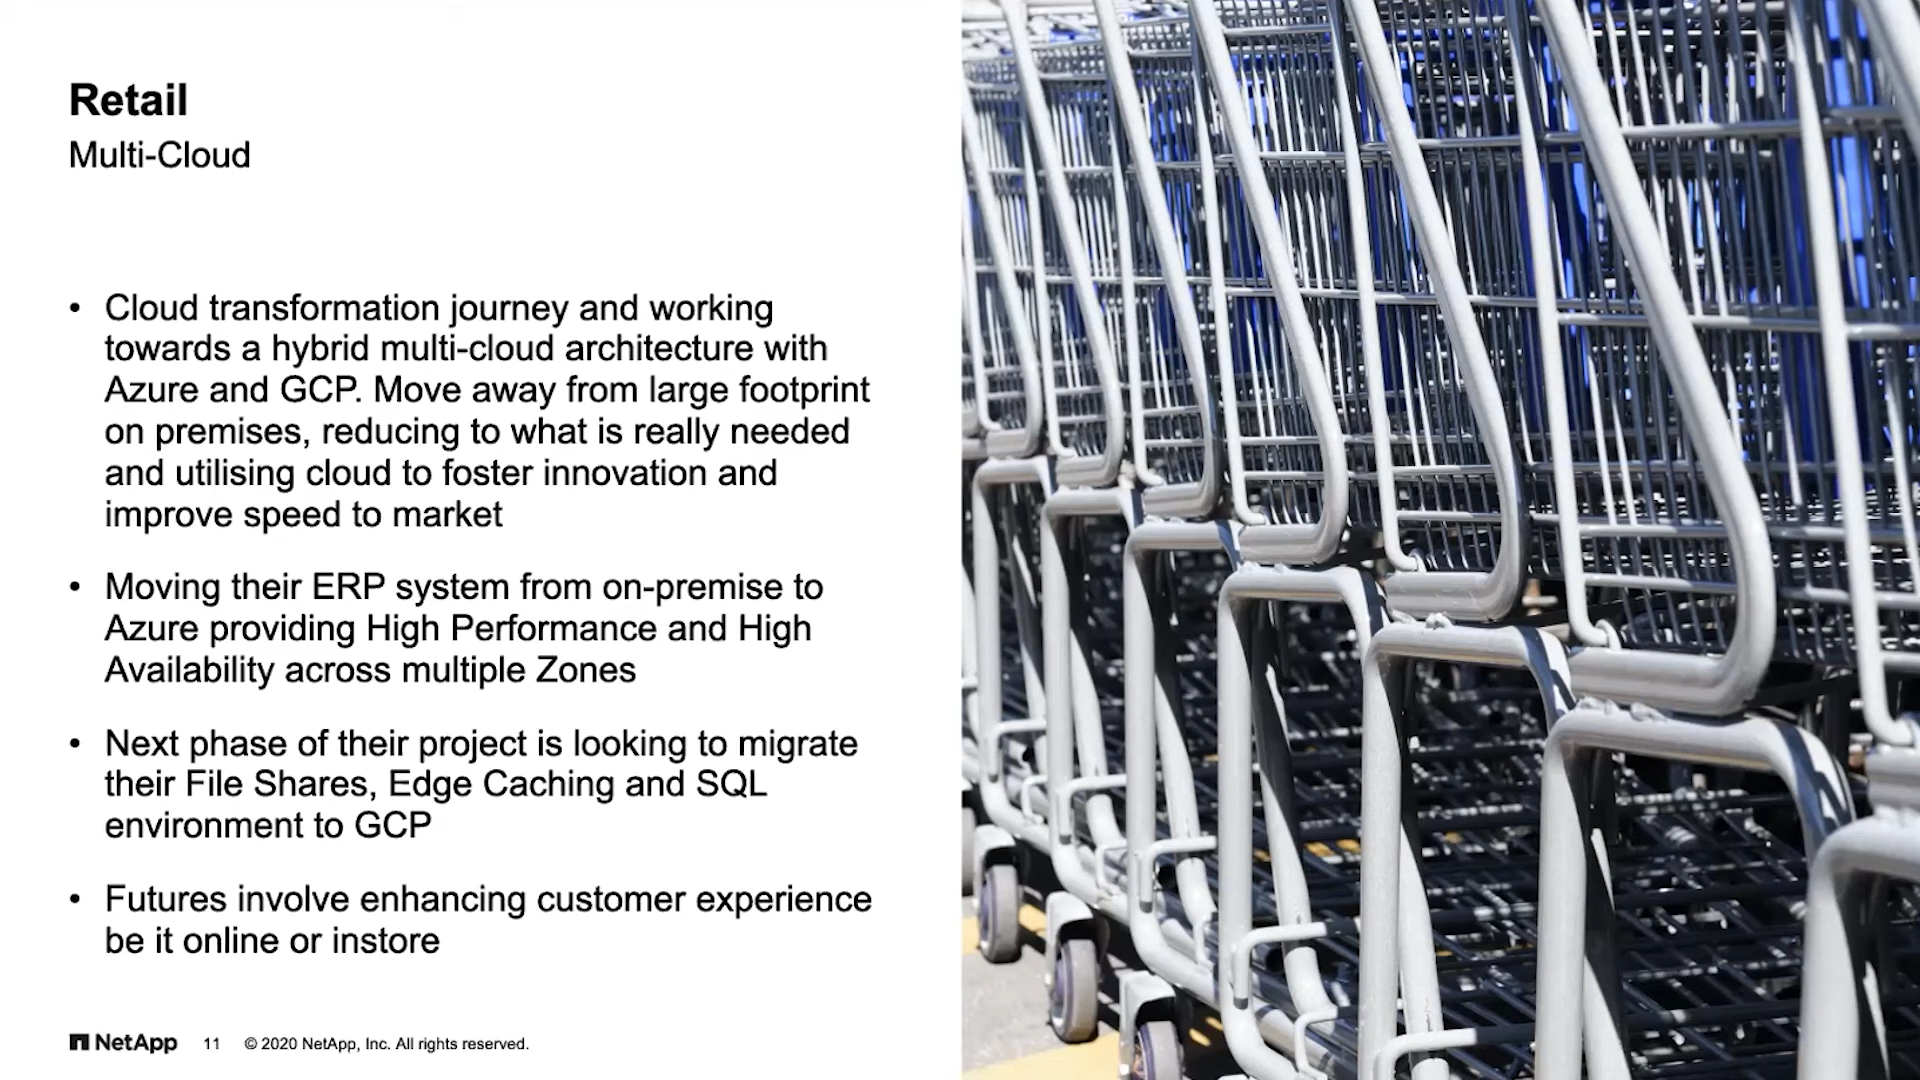 Retail
Multi-Cloud
• Cloud transformation journey and working
towards a hybrid multi-cloud architecture with
Azure and GCP. Move away from large footprint
on premises, reducing to what is really needed
and utilising cloud to foster innovation and
improve speed to market
• Moving their ERP system from on-premise to
Azure providing High Performance and High
Availability across multiple Zones
• Next phase of their project is looking to migrate
their File Shares, Edge Caching and SQL
environment to GCP
• Futures involve enhancing customer experience
be it online or instore
NetApp 11 © 2020 NetApp, Inc. All rights reserved.